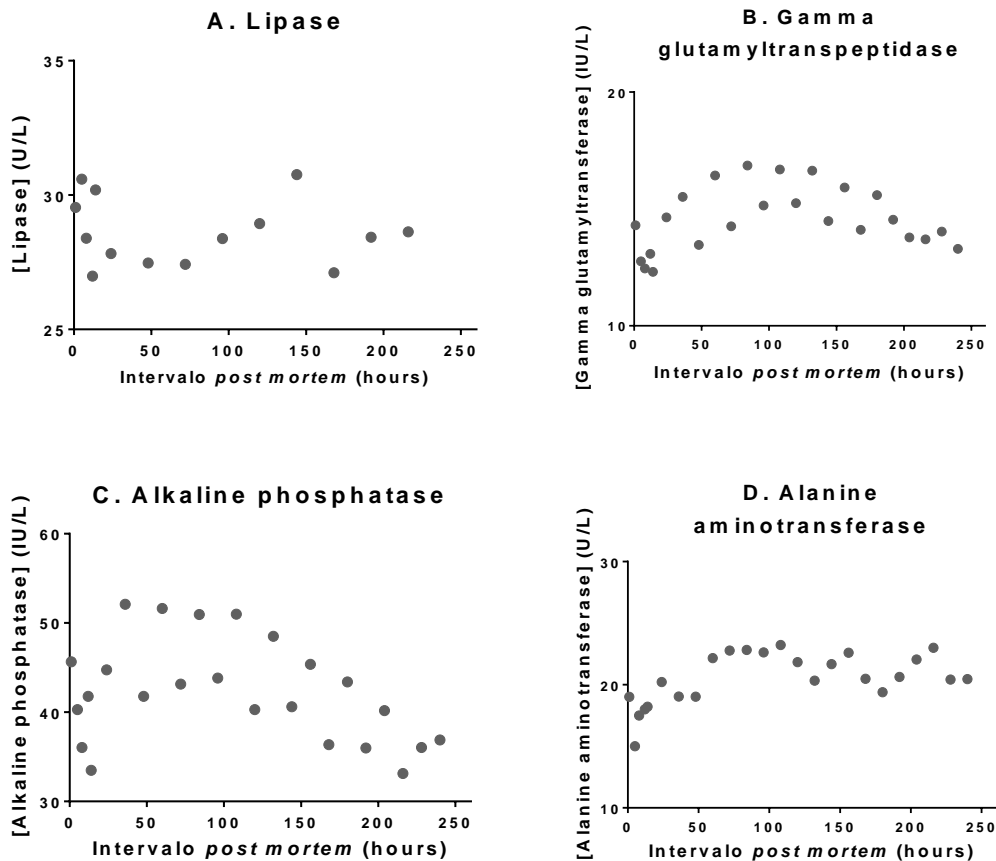 A. Lipase
[Lipase] (U/L)
35
30
25
0 50 100 150 200 250
Intervalo post mortem (hours)
B. Gamma
glutamyltranspeptidase
[Gamma glutamyltransferase] (IU/L)
20
10
0 50 100 150 200 250
Intervalo post mortem (hours)
C. Alkaline phosphatase
[Alkaline phosphatase] (IU/L)
60
50
40
30
0 50 100 150 200 250
Intervalo post mortem (hours)
D. Alanine
aminotransferase
[Alanine aminotransferase] (U/L)
30
20
10
0 50 100 150 200 250
Intervalo post mortem (hours)